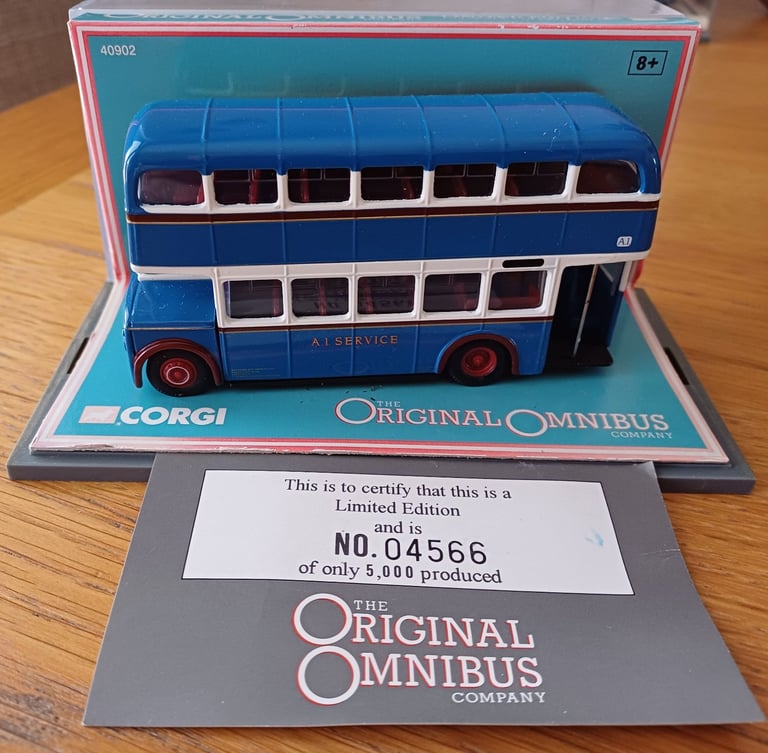 40902
8+
A1
A1 SERVICE
CORGI
THE
ORIGINAL OMNIBUS
COMPANY
This is to certify that this is a
Limited Edition
and is
NO. 04566
of only 5,000 produced
THE
ORIGINAL
OMNIBUS
COMPANY